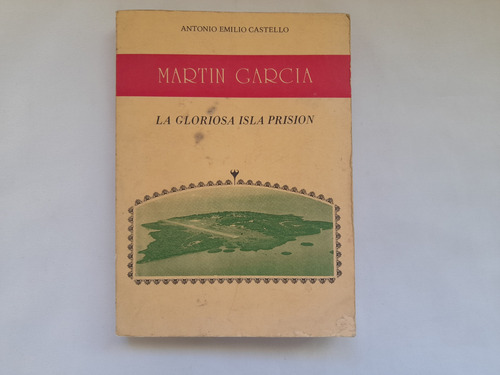 ANTONIO EMILIO CASTELLO
MARTIN GARCIA
LA GLORIOSA ISLA PRISION